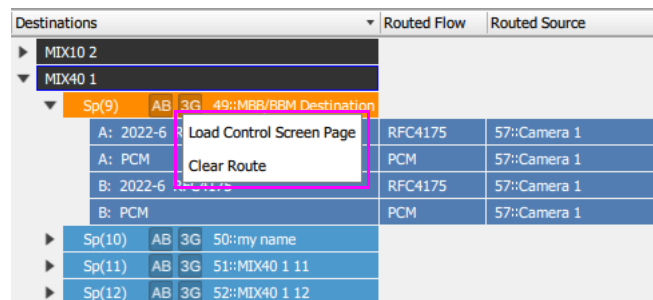 Destinations Routed Flow Routed Source
MIX10 2
MIX40 1
Sp(9) AB 3G 49::MBB/BBM Destination
A: 2022-6 Load Control Screen Page RFC4175 57::Camera 1
A: PCM PCM 57::Camera 1
Clear Route
B: 2022-6 RFC4175 RFC4175 57::Camera 1
B: PCM PCM 57::Camera 1
Sp(10) AB 3G 50::my name
Sp(11) AB 3G 51::MIX40 1 11
Sp(12) AB 3G 52::MIX40 1 12